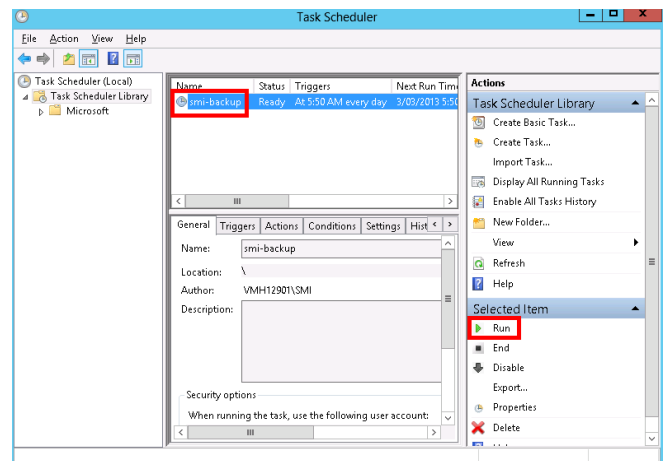 Task Scheduler
File Action View Help
Task Scheduler (Local)
Task Scheduler Library
Microsoft
Name Status Triggers Next Run Time
smi-backup Ready At 5:50 AM every day 3/03/2013 5:50
General Triggers Actions Conditions Settings Hist
Name: smi-backup
Location: \
Author: VMH12901\SMI
Description:
Security options
When running the task, use the following user account:
Actions
Task Scheduler Library
Create Basic Task...
Create Task...
Import Task...
Display All Running Tasks
Enable All Tasks History
New Folder...
View
Refresh
Help
Selected Item
Run
End
Disable
Export...
Properties
Delete